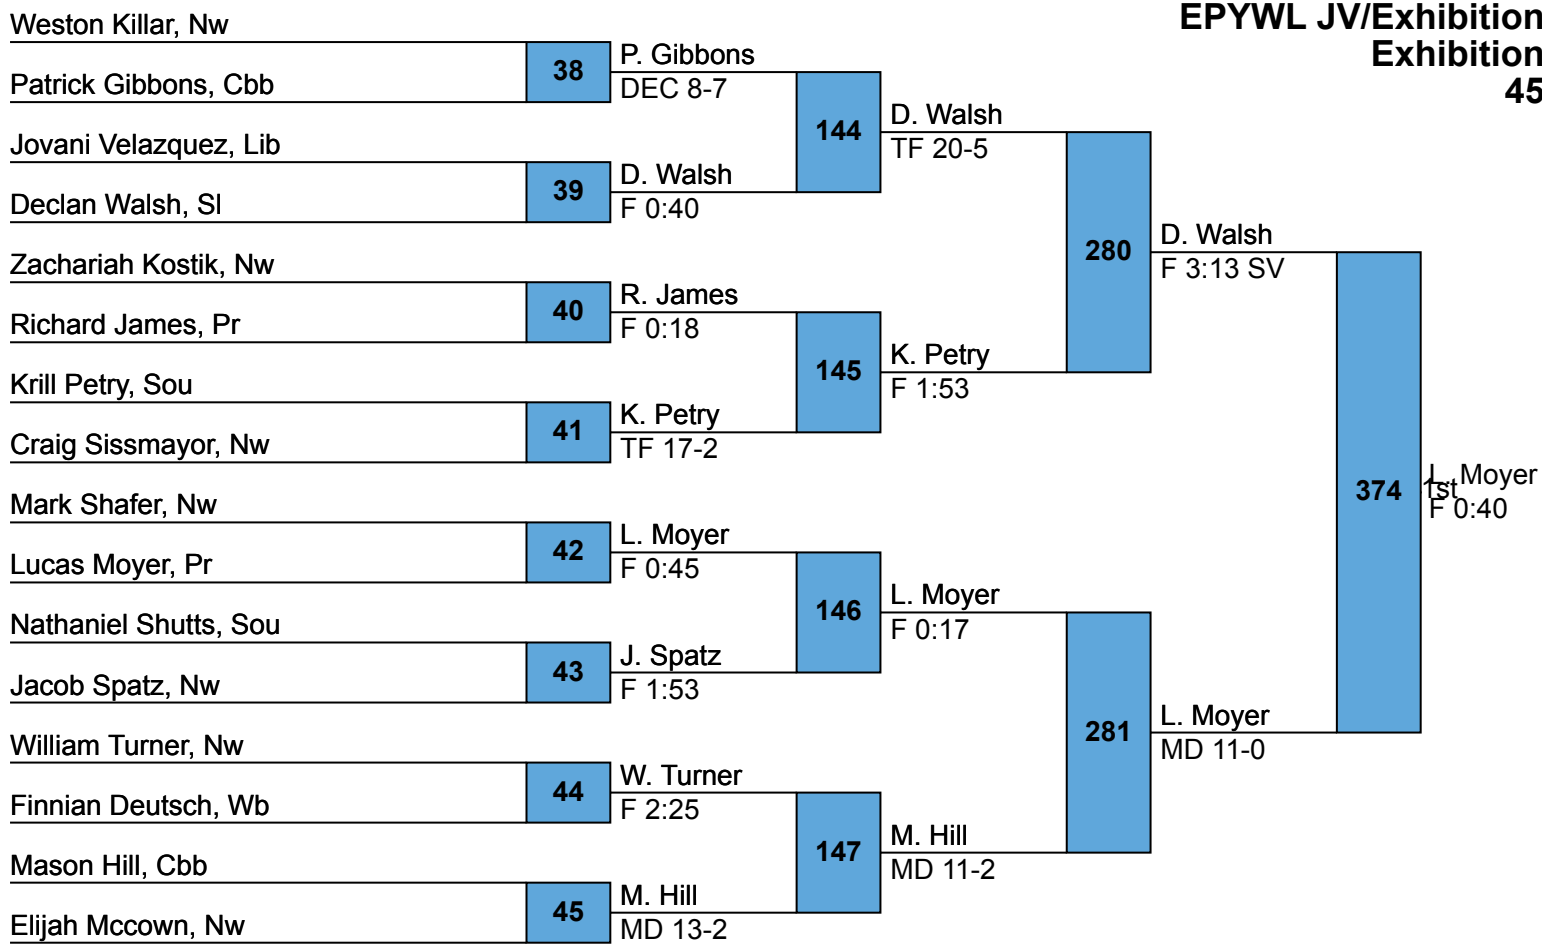 EPYWL JV/Exhibition
Exhibition
45
Weston Killar, Nw
Patrick Gibbons, Cbb
Jovani Velazquez, Lib
Declan Walsh, Sl
Zachariah Kostik, Nw
Richard James, Pr
Krill Petry, Sou
Craig Sissmayor, Nw
Mark Shafer, Nw
Lucas Moyer, Pr
Nathaniel Shutts, Sou
Jacob Spatz, Nw
William Turner, Nw
Finnian Deutsch, Wb
Mason Hill, Cbb
Elijah Mccown, Nw
38
39
40
41
42
43
44
45
P. Gibbons
DEC 8-7
D. Walsh
F 0:40
R. James
F 0:18
K. Petry
TF 17-2
L. Moyer
F 0:45
J. Spatz
F 1:53
W. Turner
F 2:25
M. Hill
MD 13-2
144
145
146
147
D. Walsh
TF 20-5
K. Petry
F 1:53
L. Moyer
F 0:17
M. Hill
MD 11-2
280
281
D. Walsh
F 3:13 SV
L. Moyer
MD 11-0
374
L. Moyer
1st
F 0:40